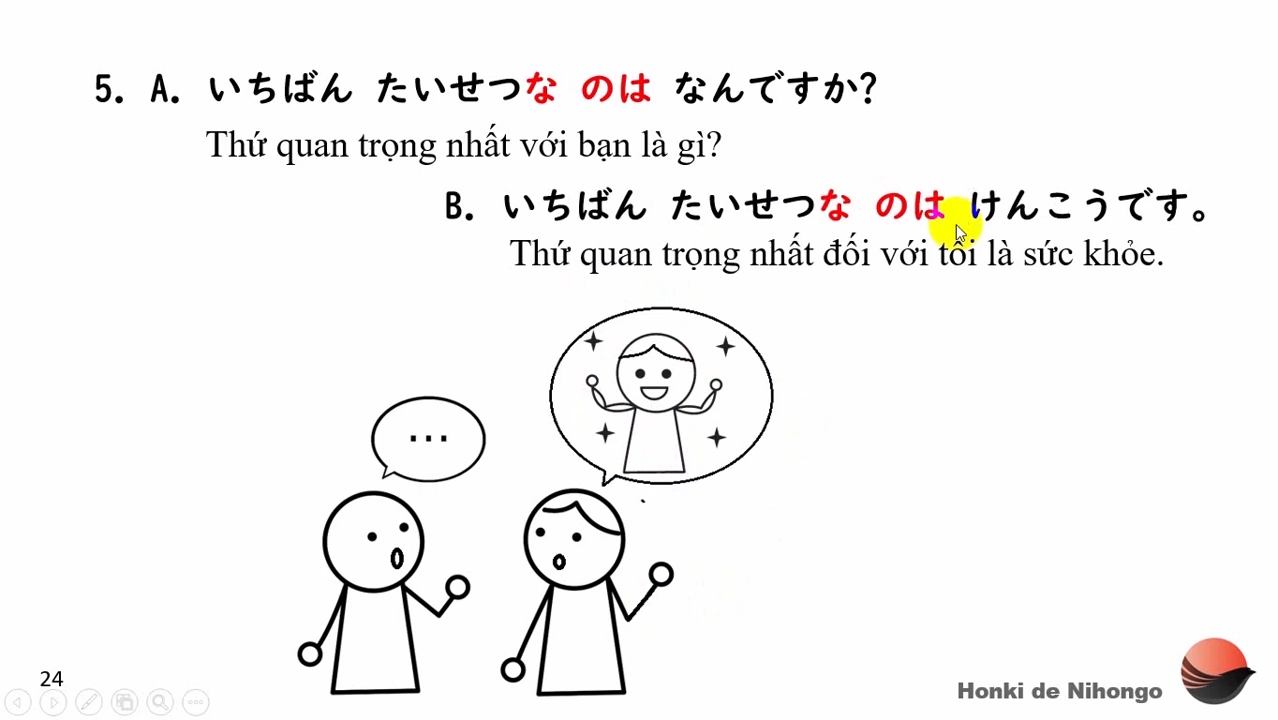 5. A. いちばん たいせつな のは なんですか?
Thứ quan trọng nhất với bạn là gì?
B. いちばん たいせつな のは けんこうです。
Thứ quan trọng nhất đối với tôi là sức khỏe.
...
24
Honki de Nihongo